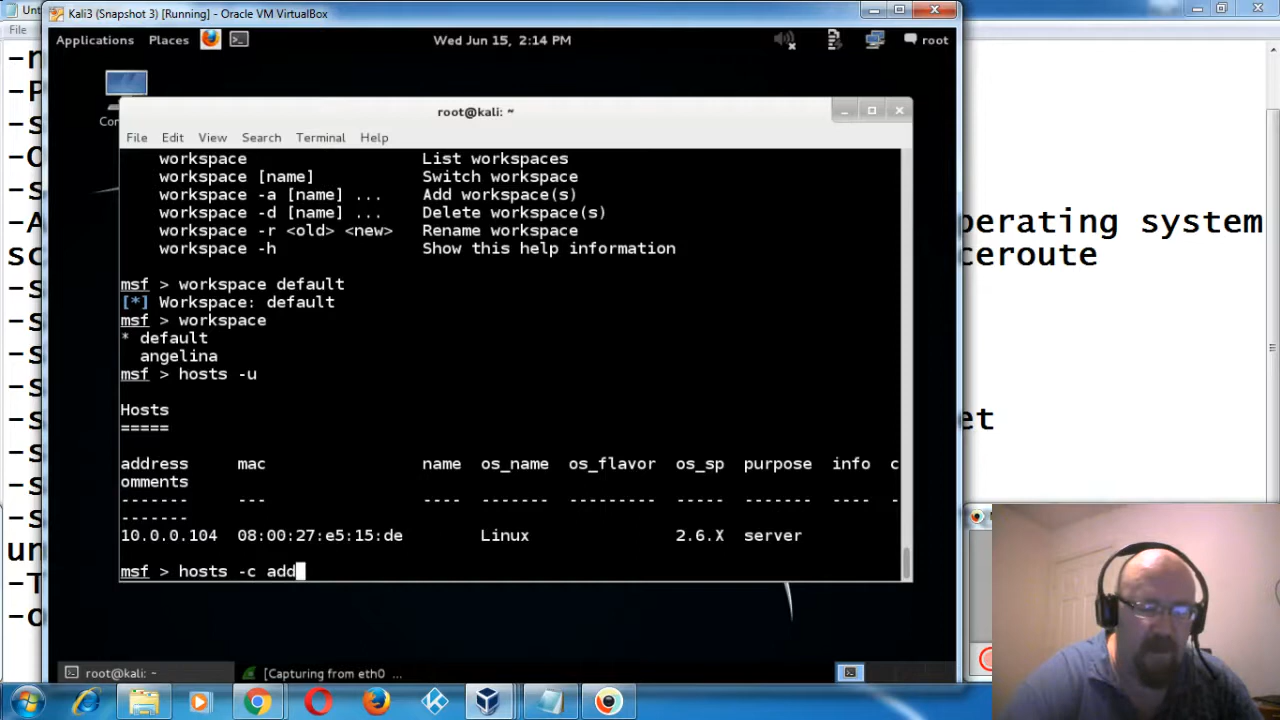 Kali3 (Snapshot 3) [Running] - Oracle VM VirtualBox
Applications Places Wed Jun 15, 2:14 PM root
root@kali: ~
File Edit View Search Terminal Help
workspace List workspaces
workspace [name] Switch workspace
workspace -a [name] ... Add workspace(s)
workspace -d [name] ... Delete workspace(s)
workspace -r <old> <new> Rename workspace
workspace -h Show this help information
msf > workspace default
[*] Workspace: default
msf > workspace
* default
angelina
msf > hosts -u
Hosts
=====
address mac name os_name os_flavor os_sp purpose info c
omments
------- --- ---- ------- --------- ----- ------- ---- -
-------
10.0.0.104 08:00:27:e5:15:de Linux 2.6.X server
msf > hosts -c add
root@kali: ~ [Capturing from eth0 ...
perating system
sc ceroute
et
un